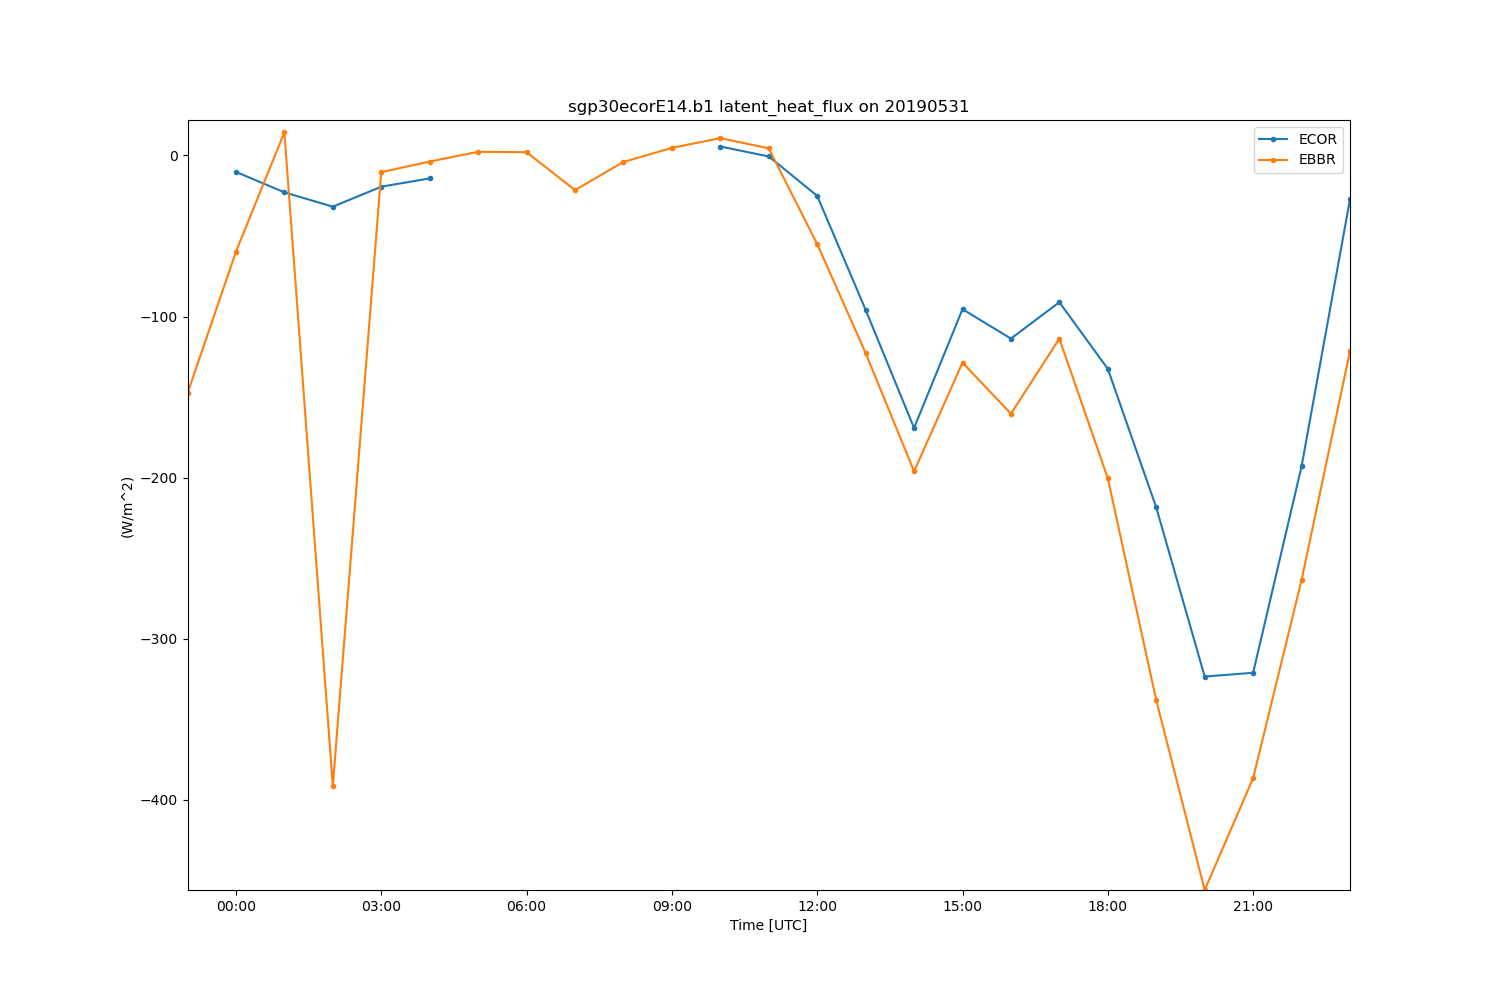 sgp30ecorE14.b1 latent_heat_flux on 20190531
ECOR
EBBR
0
−100
−200
−300
−400
(W/m^2)
00:00 03:00 06:00 09:00 12:00 15:00 18:00 21:00
Time [UTC]